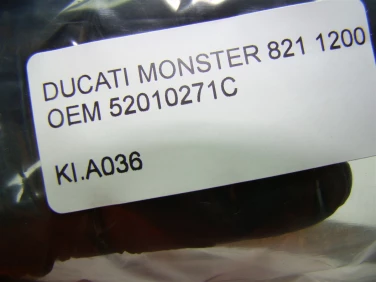 DUCATI MONSTER 821 1200
OEM 52010271C
KI.A036